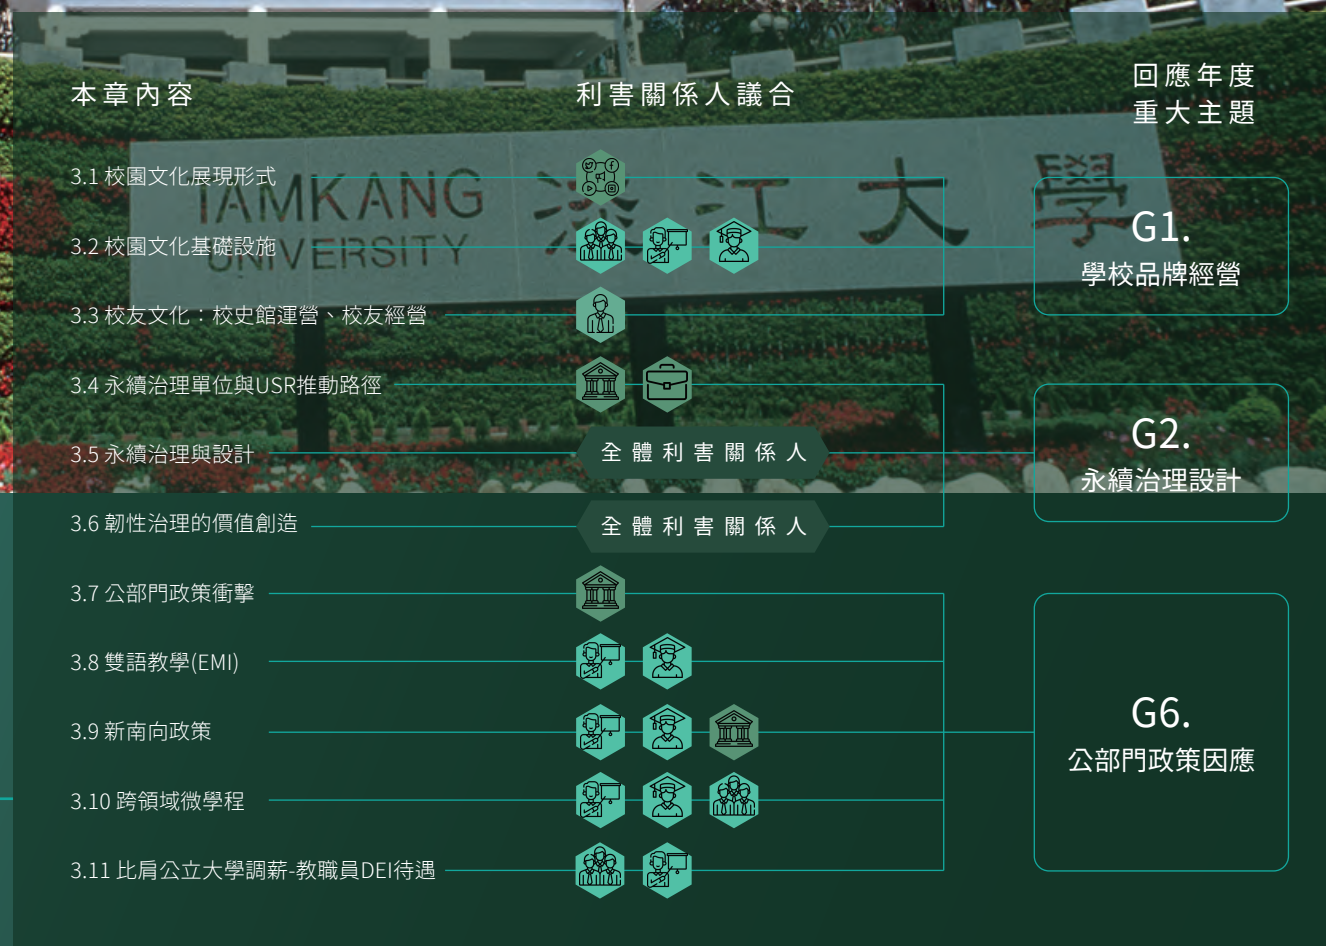 本章內容
利害關係人議合
回應年度
重大主題
TAMKANG 淡江大學
UNIVERSITY
3.1 校園文化展現形式
3.2 校園文化基礎設施
3.3 校友文化：校史館運營、校友經營
G1.
學校品牌經營
3.4 永續治理單位與USR推動路徑
3.5 永續治理與設計
全體利害關係人
3.6 韌性治理的價值創造
全體利害關係人
G2.
永續治理設計
3.7 公部門政策衝擊
3.8 雙語教學(EMI)
3.9 新南向政策
3.10 跨領域微學程
3.11 比肩公立大學調薪-教職員DEI待遇
G6.
公部門政策因應